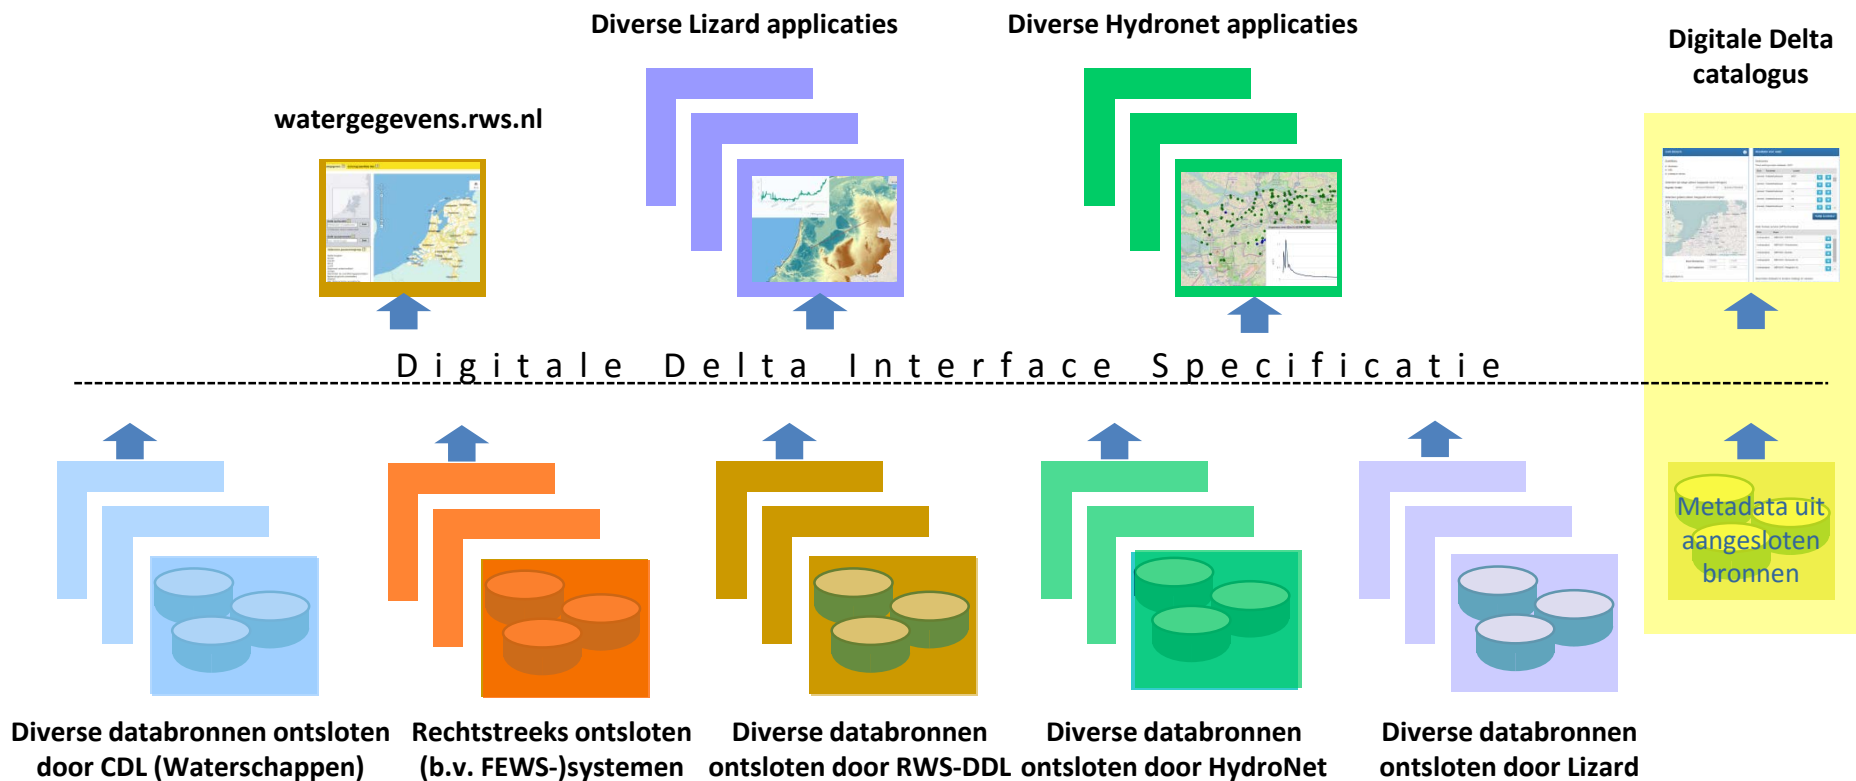 Diverse Lizard applicaties
Diverse Hydronet applicaties
Digitale Delta
catalogus
watergegevens.rws.nl
Digitale Delta Interface Specificatie
Metadata uit
aangesloten
bronnen
Diverse databronnen ontsloten
door CDL (Waterschappen)
Rechtstreeks ontsloten
(b.v. FEWS-)systemen
Diverse databronnen
ontsloten door RWS-DDL
Diverse databronnen
ontsloten door HydroNet
Diverse databronnen
ontsloten door Lizard